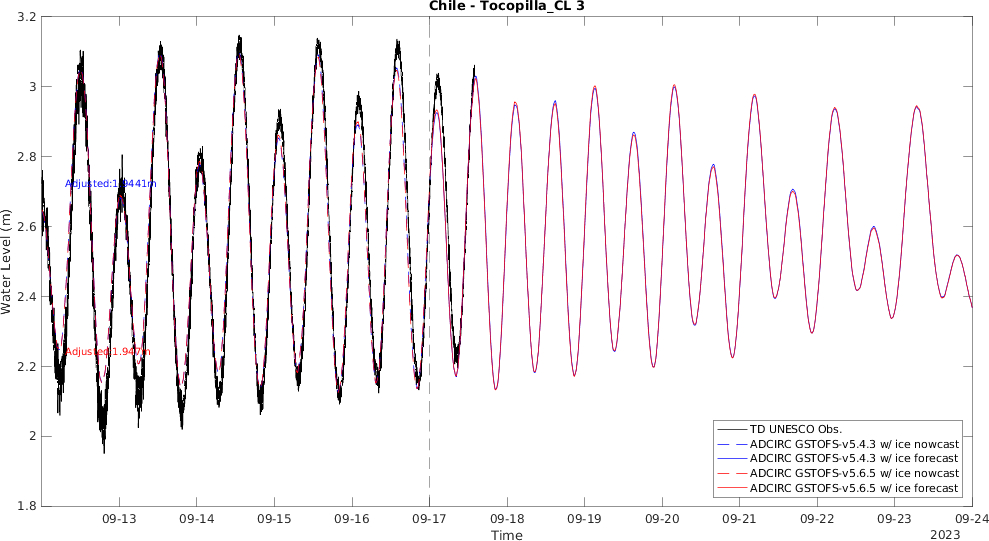 Chile - Tocopilla_CL 3
3.2
3
2.8
2.6
2.4
2.2
2
1.8
Water Level (m)
Adjusted:1.9441m
Adjusted:1.947m
TD UNESCO Obs.
ADCIRC GSTOFS-v5.4.3 w/ ice nowcast
ADCIRC GSTOFS-v5.4.3 w/ ice forecast
ADCIRC GSTOFS-v5.6.5 w/ ice nowcast
ADCIRC GSTOFS-v5.6.5 w/ ice forecast
09-13 09-14 09-15 09-16 09-17 09-18 09-19 09-20 09-21 09-22 09-23 09-24
Time
2023